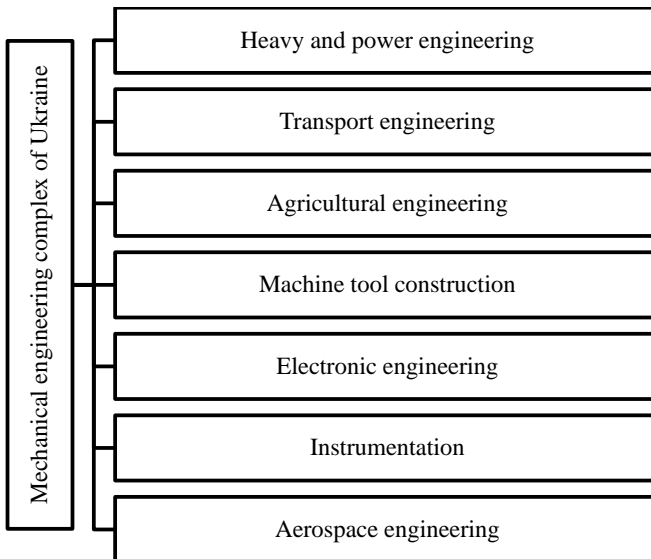 Mechanical engineering complex of Ukraine
Heavy and power engineering
Transport engineering
Agricultural engineering
Machine tool construction
Electronic engineering
Instrumentation
Aerospace engineering